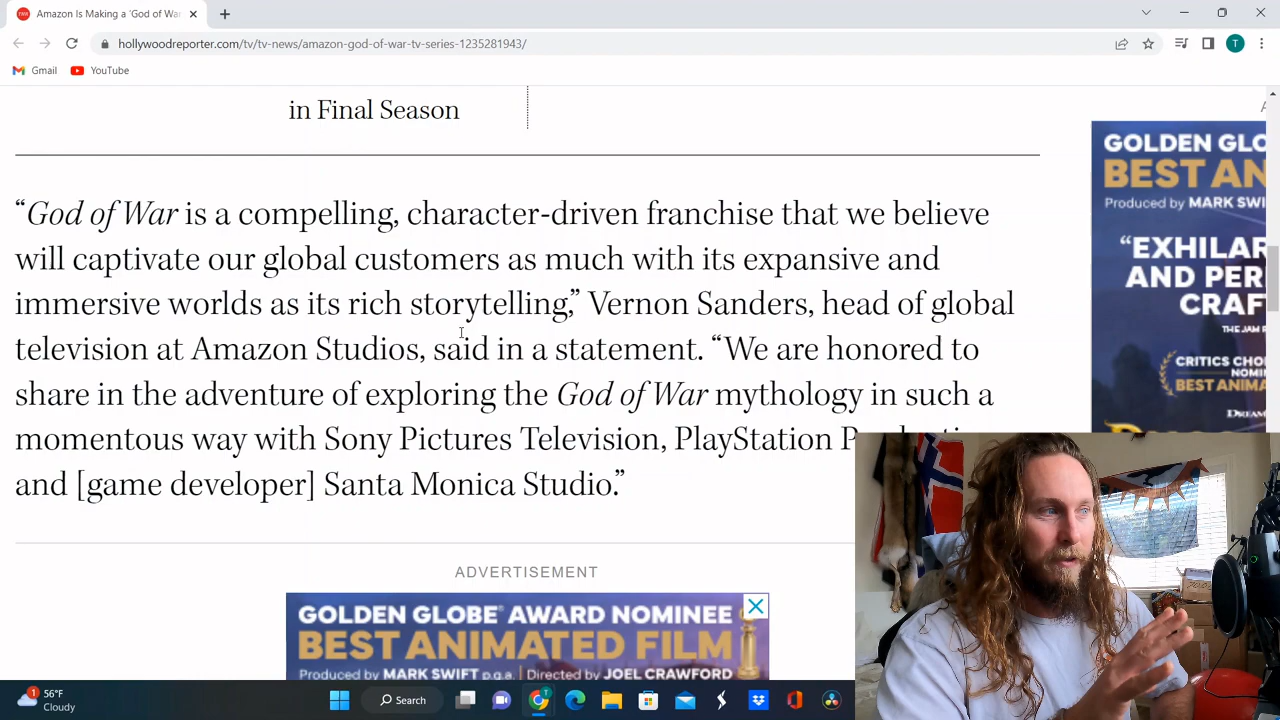 Amazon Is Making a 'God of War
hollywoodreporter.com/tv/tv-news/amazon-god-of-war-tv-series-1235281943/
T
Gmail
YouTube
in Final Season
“God of War is a compelling, character-driven franchise that we believe
will captivate our global customers as much with its expansive and
immersive worlds as its rich storytelling,” Vernon Sanders, head of global
television at Amazon Studios, said in a statement. “We are honored to
share in the adventure of exploring the God of War mythology in such a
momentous way with Sony Pictures Television, PlayStation
and [game developer] Santa Monica Studio.”
ADVERTISEMENT
GOLDEN GLOBE® AWARD NOMINEE
BEST ANIMATED FILM
Produced by MARK SWIFT p.g.a. Directed by JOEL CRAWFORD
GOLDEN GLO
BEST AN
Produced by MARK SWI
“EXHILAR
AND PER
CRAF
THE JAM
CRITICS CHO
NOMI
BEST ANIMA
1
56°F
Cloudy
Search